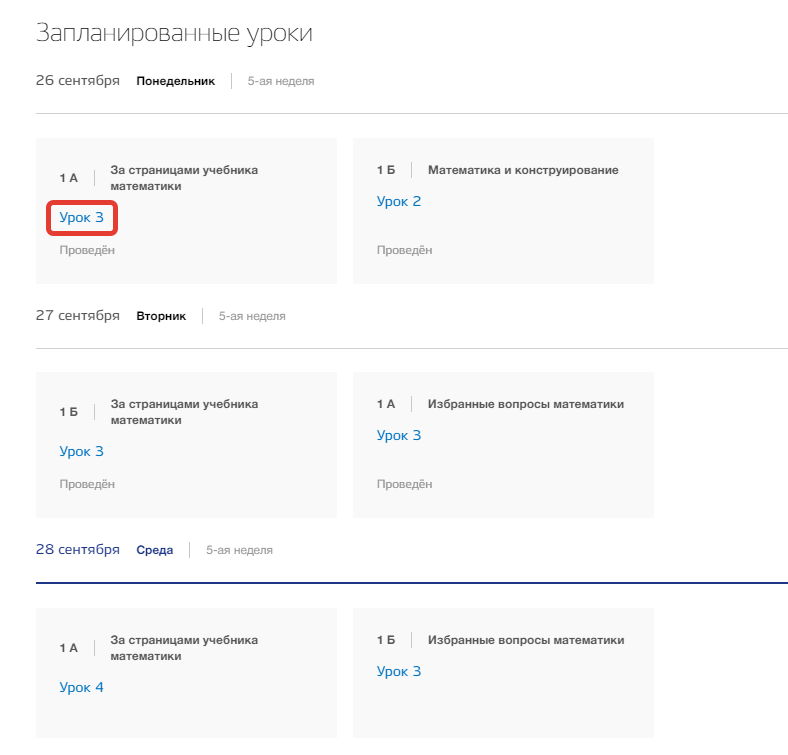 Запланированные уроки
26 сентября Понедельник 5-ая неделя
1 А За страницами учебника
математики
Урок 3
Проведён
1 Б Математика и конструирование
Урок 2
Проведён
27 сентября Вторник 5-ая неделя
1 Б За страницами учебника
математики
Урок 3
Проведён
1 А Избранные вопросы математики
Урок 3
Проведён
28 сентября Среда 5-ая неделя
1 А За страницами учебника
математики
Урок 4
1 Б Избранные вопросы математики
Урок 3